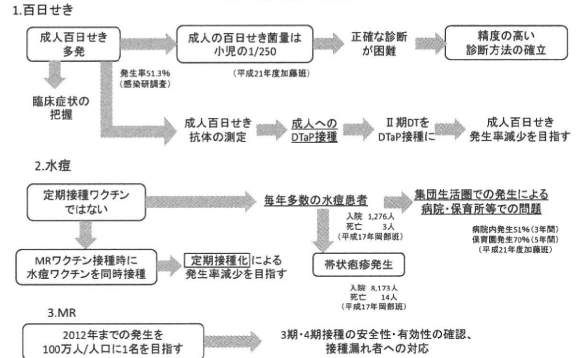 1.百日せき
成人百日せき
多発
成人の百日せき菌量は
小児の1/250
正確な診断
が困難
精度の高い
診断方法の確立
発生率51.3%
(感染研調査)
(平成21年度加藤班)
臨床症状の
把握
成人百日せき
抗体の測定
成人への
DTaP接種
Ⅱ期DTを
DTaP接種に
成人百日せき
発生率減少を目指す
2.水痘
定期接種ワクチン
ではない
毎年多数の水痘患者
集団生活圏での発生による
病院・保育所等での問題
入院 1,276人
死亡 3人
(平成17年岡部班)
病院内発生51%(3年間)
保育園発生70%(5年間)
(平成21年度加藤班)
MRワクチン接種時に
水痘ワクチンを同時接種
定期接種化による
発生率減少を目指す
帯状疱疹発生
入院 8,173人
死亡 14人
(平成17年岡部班)
3.MR
2012年までの発生を
100万人/人口に1名を目指す
3期・4期接種の安全性・有効性の確認、
接種漏れ者への対応